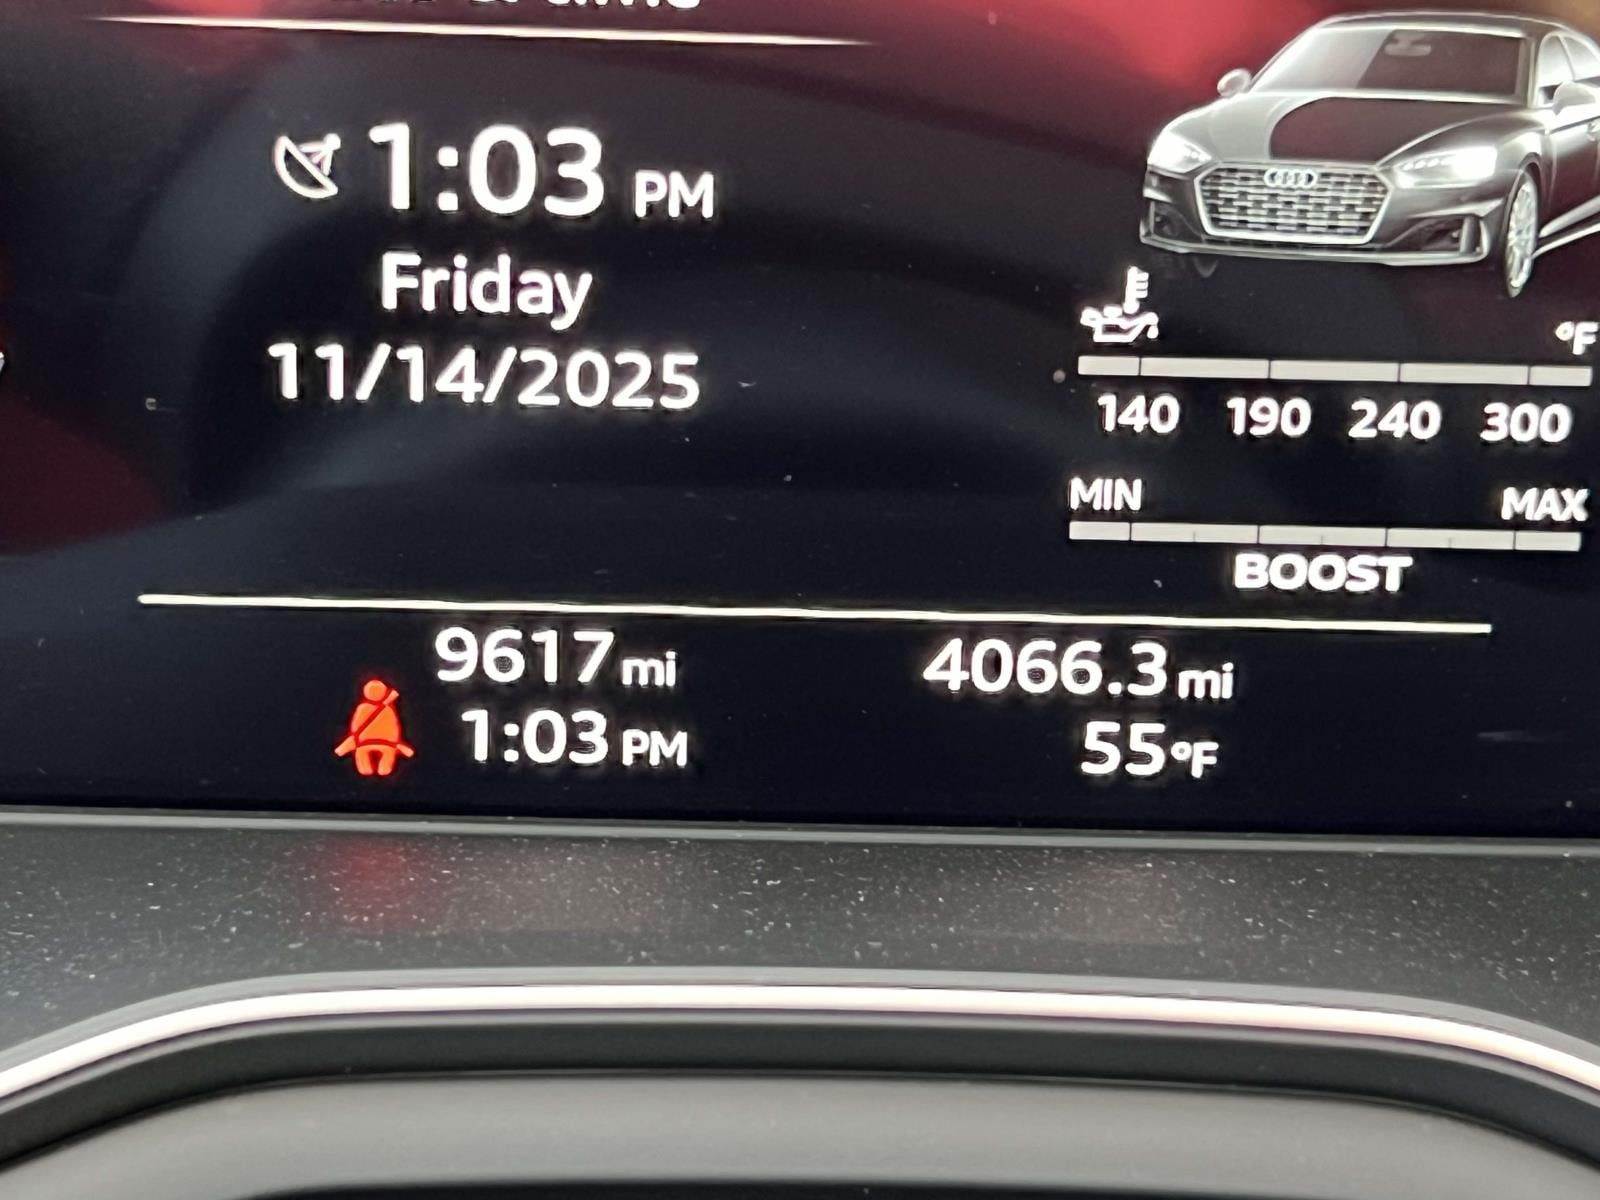 1:03 PM
Friday
11/14/2025
°F
140 190 240 300
MIN MAX
BOOST
9617 mi 4066.3 mi
1:03 PM 55°F